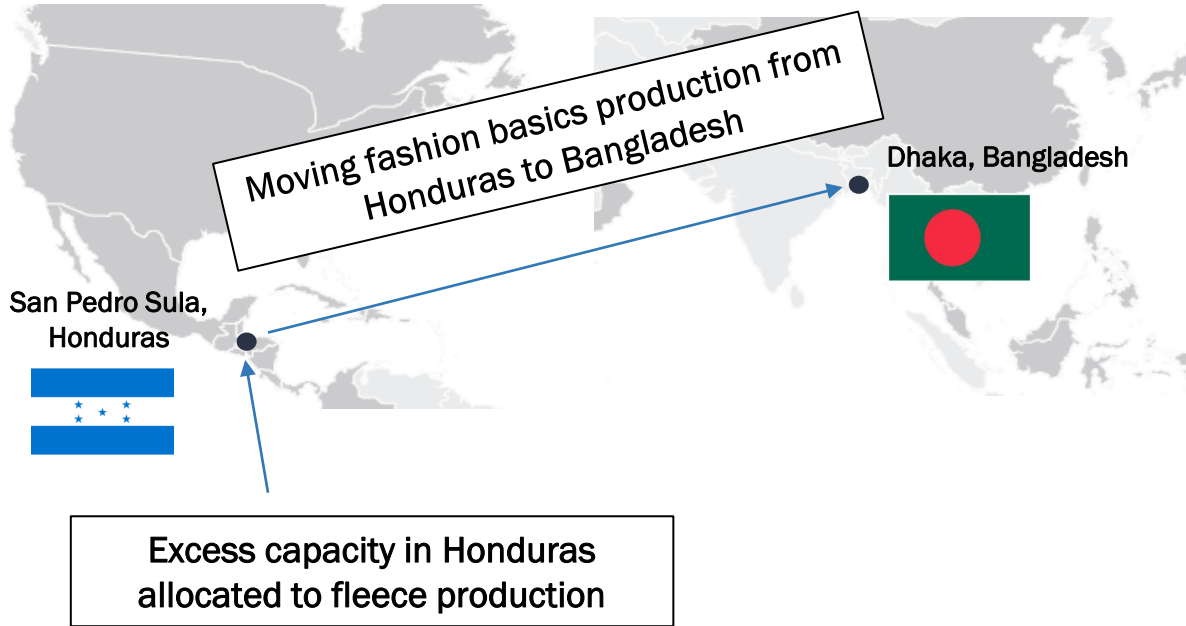 Moving fashion basics production from
Honduras to Bangladesh
Dhaka, Bangladesh
San Pedro Sula,
Honduras
Excess capacity in Honduras
allocated to fleece production